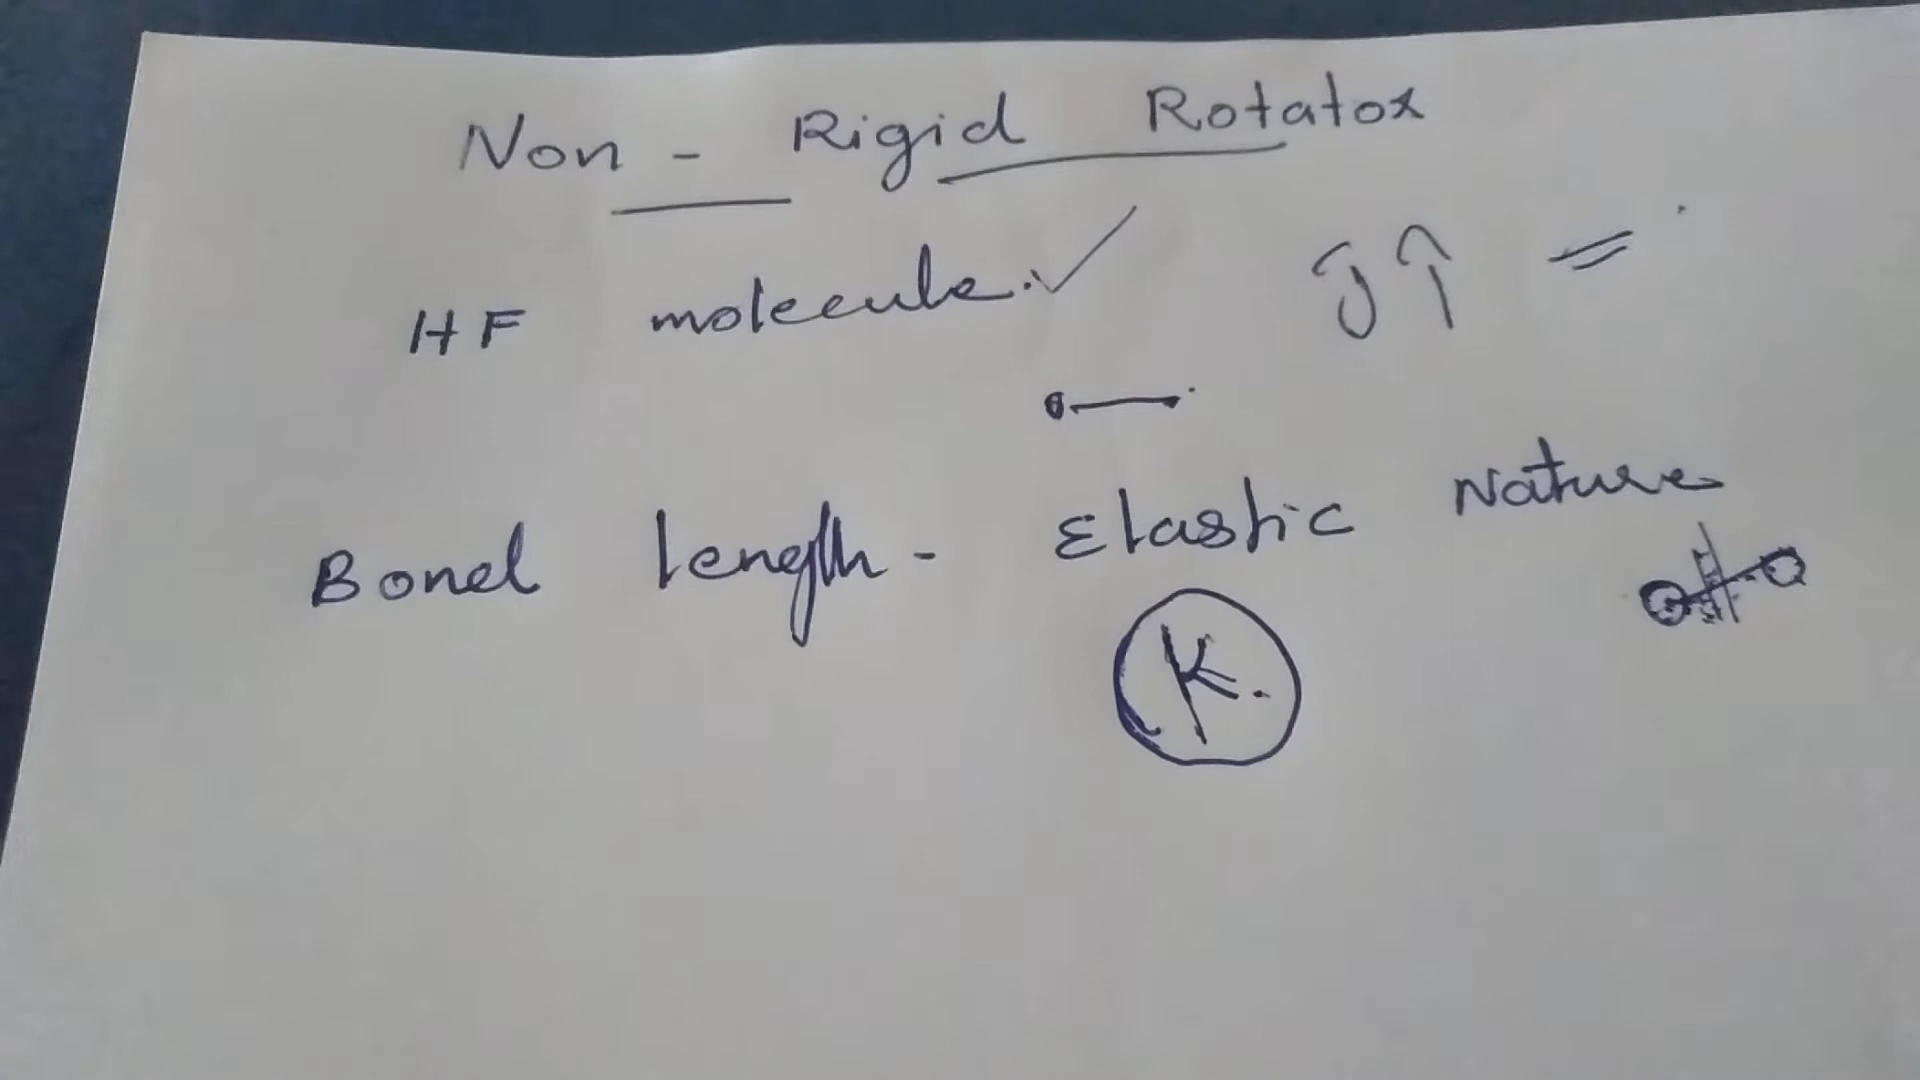 Non - Rigid Rotator
HF molecule. ✓ J↑ =
Bond length - Elastic Nature
K.